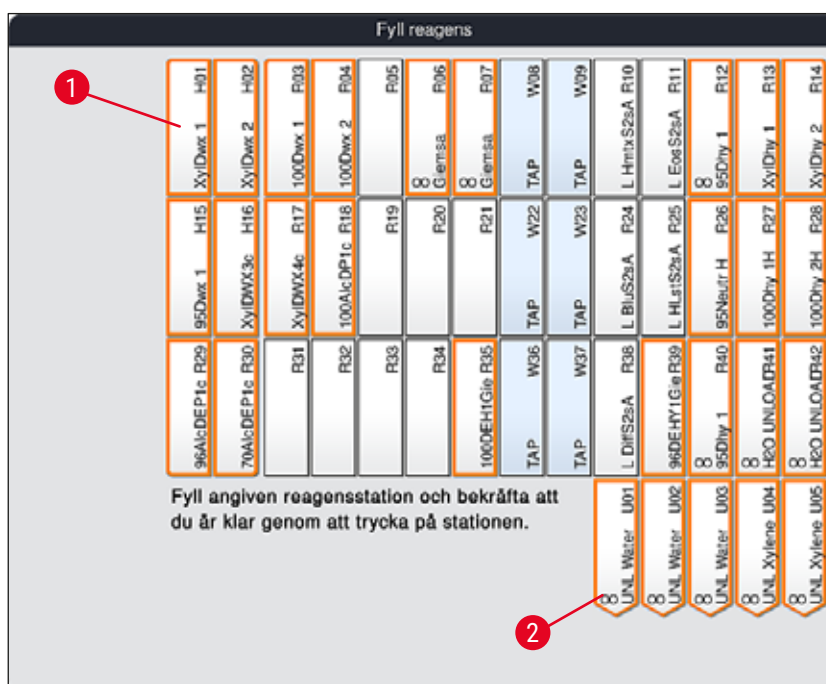 Fyll reagens
1
XylDwx 1 H01
XylDwx 2 H02
100Dwx 1 R03
100Dwx 2 R04
R05
∞ Giemsa R06
∞ Giemsa R07
TAP W08
TAP W09
L HmtxS2sA R10
L EosS2sA R11
∞ 95Dhy 1 R12
XylDhy 1 R13
XylDhy 2 R14
95Dwx 1 H15
XylDWX3c H16
XylDWX4c R17
100AlcDP1c R18
R19
R20
R21
TAP W22
TAP W23
L BluS2sA R24
L HLstS2sA R25
95Neutr H R26
100Dhy 1H R27
100Dhy 2H R28
96AlcDEP1c R29
70AlcDEP1c R30
R31
R32
R33
R34
100DEH1Gie R35
TAP W36
TAP W37
L DiffS2sA R38
96DEHY1Gie R39
∞ 95Dhy 1 R40
∞ H2O UNLOADR41
∞ H2O UNLOADR42
Fyll angiven reagensstation och bekräfta att
du är klar genom att trycka på stationen.
∞ UNL Water U01
∞ UNL Water U02
∞ UNL Water U03
∞ UNL Xylene U04
∞ UNL Xylene U05
2